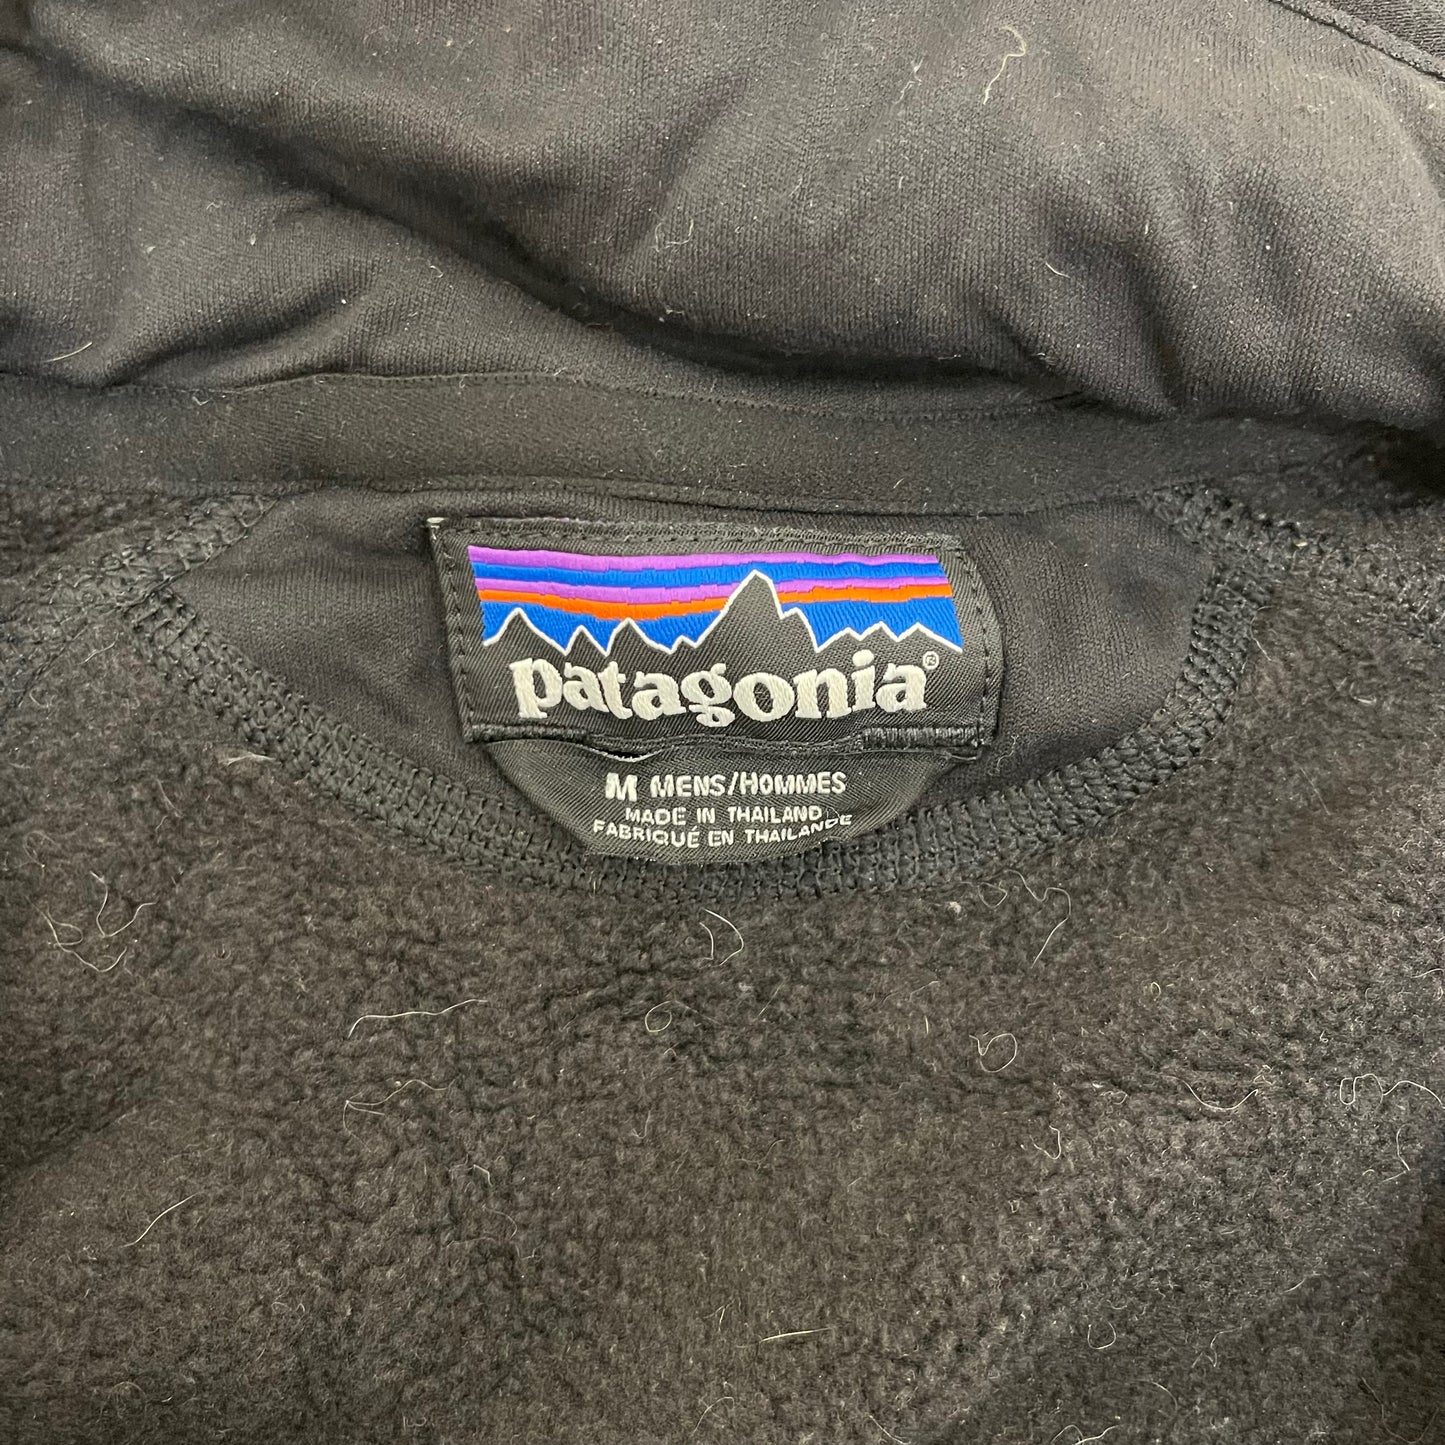 patagonia®
M MENS/HOMMES
MADE IN THAILAND
FABRIQUÉ EN THAILANDE